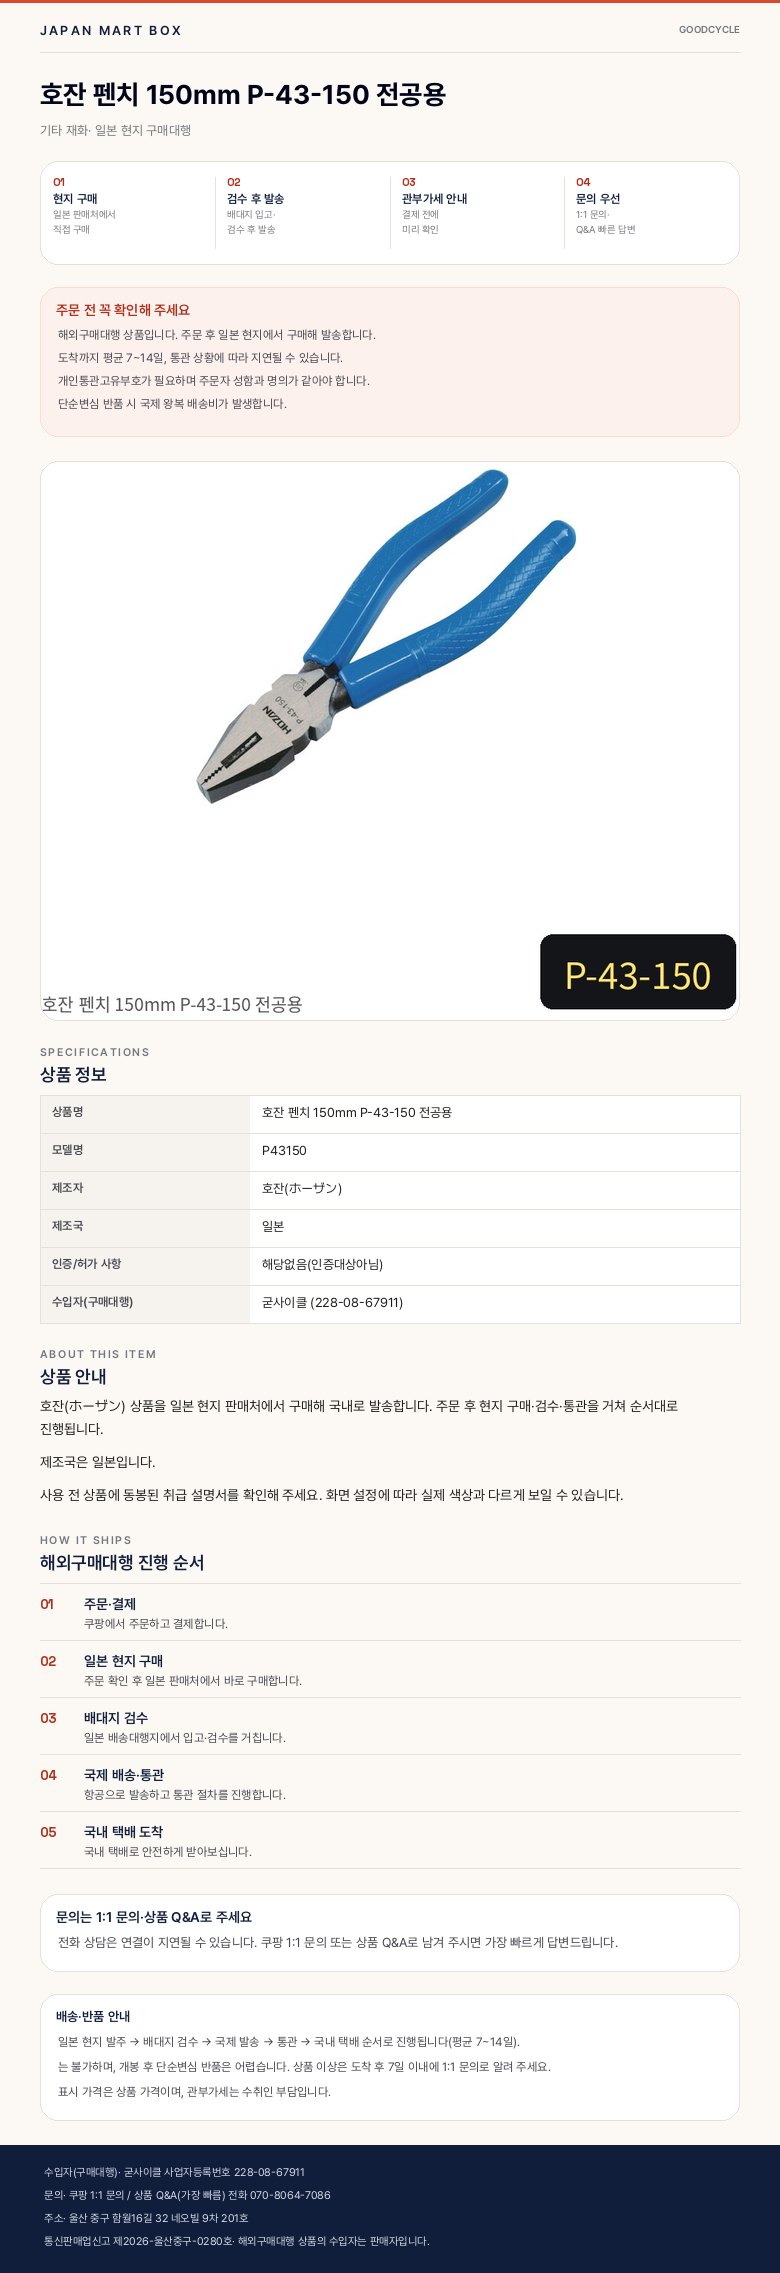 JAPAN MART BOX
GOODCYCLE
호잔 펜치 150mm P-43-150 전공용
기타 재화· 일본 현지 구매대행
01
현지 구매
일본 판매처에서
직접 구매
02
검수 후 발송
배대지 입고·
검수 후 발송
03
관부가세 안내
결제 전에
미리 확인
04
문의 우선
1:1 문의·
Q&A 빠른 답변
주문 전 꼭 확인해 주세요
해외구매대행 상품입니다. 주문 후 일본 현지에서 구매해 발송합니다.
도착까지 평균 7~14일, 통관 상황에 따라 지연될 수 있습니다.
개인통관고유부호가 필요하며 주문자 성함과 명의가 같아야 합니다.
단순변심 반품 시 국제 왕복 배송비가 발생합니다.
P-43-150
HOZAN
P-43-150
호잔 펜치 150mm P-43-150 전공용
SPECIFICATIONS
상품 정보
상품명 호잔 펜치 150mm P-43-150 전공용
모델명 P43150
제조자 호잔(ホーザン)
제조국 일본
인증/허가 사항 해당없음(인증대상아님)
수입자(구매대행) 굳사이클 (228-08-67911)
ABOUT THIS ITEM
상품 안내
호잔(ホーザン) 상품을 일본 현지 판매처에서 구매해 국내로 발송합니다. 주문 후 현지 구매·검수·통관을 거쳐 순서대로
진행됩니다.
제조국은 일본입니다.
사용 전 상품에 동봉된 취급 설명서를 확인해 주세요. 화면 설정에 따라 실제 색상과 다르게 보일 수 있습니다.
HOW IT SHIPS
해외구매대행 진행 순서
01 주문·결제
쿠팡에서 주문하고 결제합니다.
02 일본 현지 구매
주문 확인 후 일본 판매처에서 바로 구매합니다.
03 배대지 검수
일본 배송대행지에서 입고·검수를 거칩니다.
04 국제 배송·통관
항공으로 발송하고 통관 절차를 진행합니다.
05 국내 택배 도착
국내 택배로 안전하게 받아보십니다.
문의는 1:1 문의·상품 Q&A로 주세요
전화 상담은 연결이 지연될 수 있습니다. 쿠팡 1:1 문의 또는 상품 Q&A로 남겨 주시면 가장 빠르게 답변드립니다.
배송·반품 안내
일본 현지 발주 → 배대지 검수 → 국제 발송 → 통관 → 국내 택배 순서로 진행됩니다(평균 7~14일).
는 불가하며, 개봉 후 단순변심 반품은 어렵습니다. 상품 이상은 도착 후 7일 이내에 1:1 문의로 알려 주세요.
표시 가격은 상품 가격이며, 관부가세는 수취인 부담입니다.
수입자(구매대행)· 굳사이클 사업자등록번호 228-08-67911
문의· 쿠팡 1:1 문의 / 상품 Q&A(가장 빠름) 전화 070-8064-7086
주소· 울산 중구 함월16길 32 네오빌 9차 201호
통신판매업신고 제2026-울산중구-0280호· 해외구매대행 상품의 수입자는 판매자입니다.